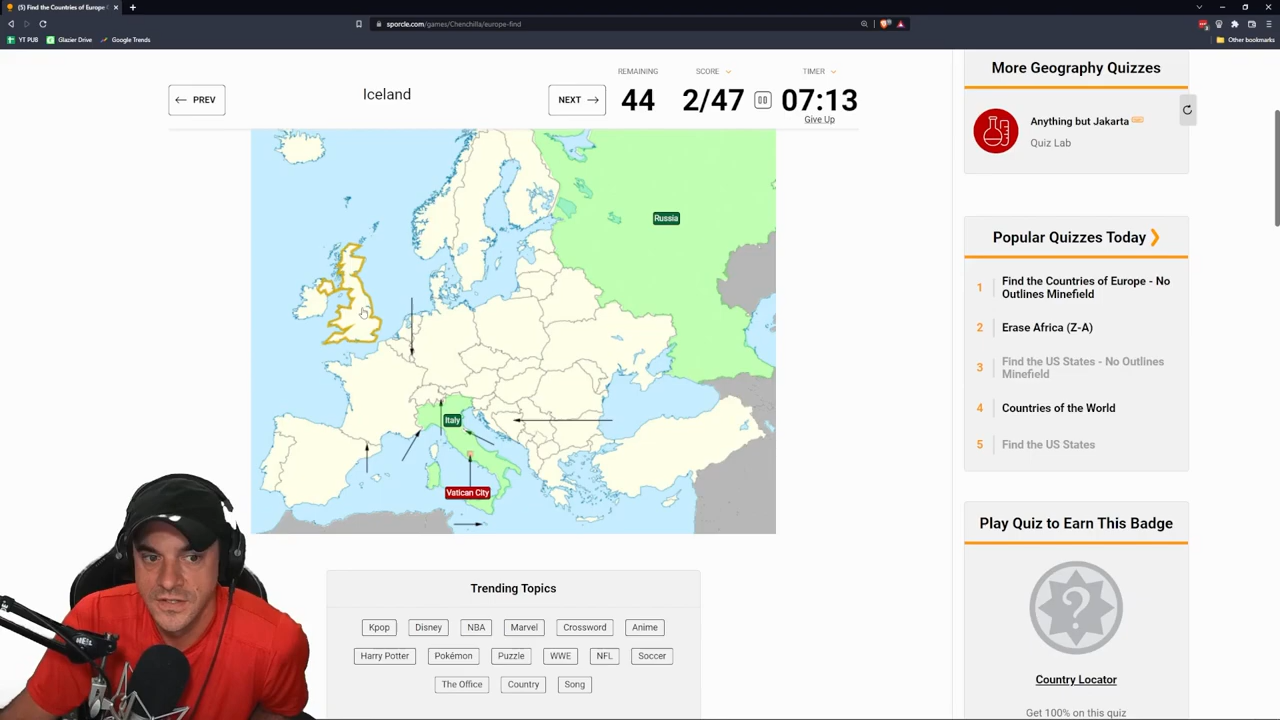 (5) Find the Countries of Europe
sporcle.com/games/Chenchilla/europe-find
YT PUB
Glazier Drive
Google Trends
Other bookmarks
PREV
Iceland
NEXT
REMAINING
44
SCORE
2/47
TIMER
07:13
Give Up
Russia
Italy
Vatican City
Trending Topics
Kpop
Disney
NBA
Marvel
Crossword
Anime
Harry Potter
Pokémon
Puzzle
WWE
NFL
Soccer
The Office
Country
Song
More Geography Quizzes
Anything but Jakarta
Quiz Lab
Popular Quizzes Today
1 Find the Countries of Europe - No
Outlines Minefield
2 Erase Africa (Z-A)
3 Find the US States - No Outlines
Minefield
4 Countries of the World
5 Find the US States
Play Quiz to Earn This Badge
?
Country Locator
Get 100% on this quiz